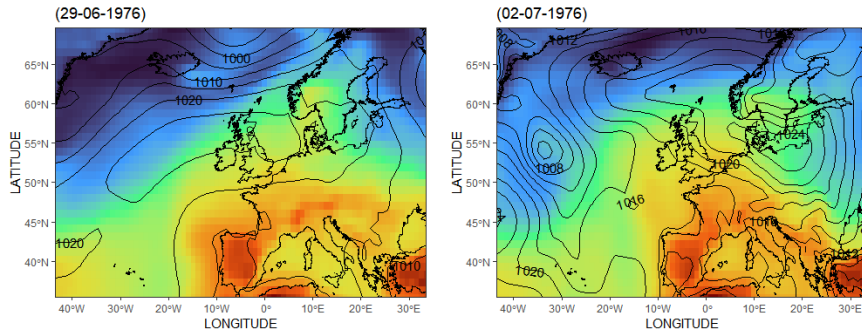 (29-06-1976)
1000
1010
1020
1020
1010
65°N
60°N
55°N
50°N
45°N
40°N
LATITUDE
40°W
30°W
20°W
10°W
0°
10°E
20°E
30°E
LONGITUDE
(02-07-1976)
1012
1008
1024
1020
1016
1020
65°N
60°N
55°N
50°N
45°N
40°N
LATITUDE
40°W
30°W
20°W
10°W
0°
10°E
20°E
30°E
LONGITUDE